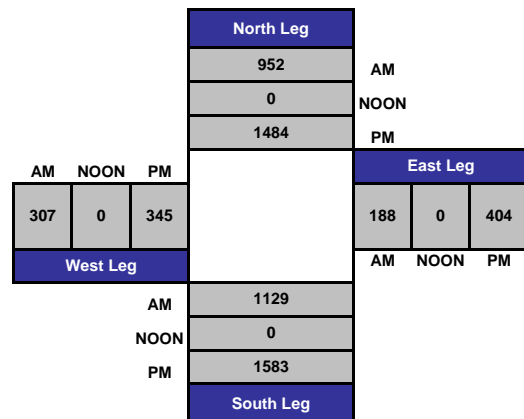 North Leg
952 AM
0 NOON
1484 PM
AM NOON PM
East Leg
307 0 345
188 0 404
West Leg
AM NOON PM
AM 1129
NOON 0
PM 1583
South Leg